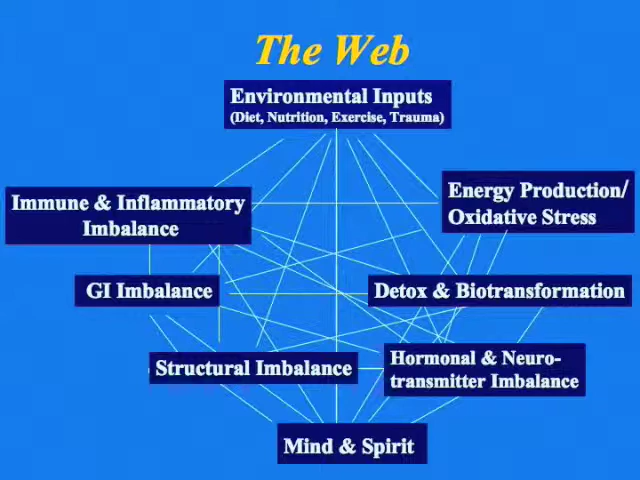 The Web
Environmental Inputs
(Diet, Nutrition, Exercise, Trauma)
Immune & Inflammatory
Imbalance
Energy Production/
Oxidative Stress
GI Imbalance
Detox & Biotransformation
Structural Imbalance
Hormonal & Neuro-
transmitter Imbalance
Mind & Spirit